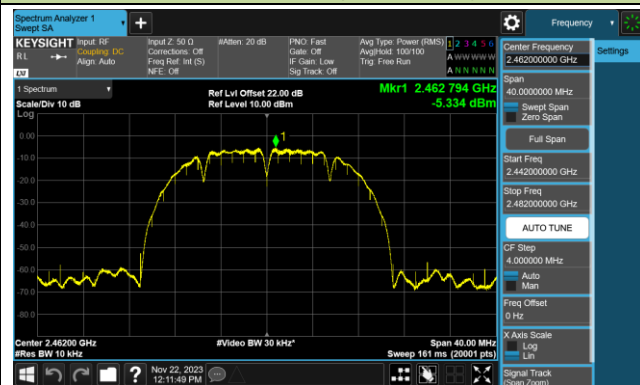 Spectrum Analyzer 1
Swept SA
Frequency
KEYSIGHT
RL
LXI
Input: RF
Coupling: DC
Align: Auto
Input Z: 50 Ω
Corrections: Off
Freq Ref: Int (S)
NFE: Off
#Atten: 20 dB
PNO: Fast
Gate: Off
IF Gain: Low
Sig Track: Off
Avg Type: Power (RMS)
Avg|Hold: 100/100
Trig: Free Run
1 2 3 4 5 6
A W W W W W
A N N N N N
1 Spectrum
Scale/Div 10 dB
Log
Ref Lvl Offset 22.00 dB
Ref Level 10.00 dBm
Mkr1 2.462 794 GHz
-5.334 dBm
1
0.00
-10.0
-20.0
-30.0
-40.0
-50.0
-60.0
-70.0
-80.0
Center 2.46200 GHz
#Res BW 10 kHz
#Video BW 30 kHz*
Span 40.00 MHz
Sweep 161 ms (20001 pts)
Center Frequency
2.462000000 GHz
Settings
Span
40.0000000 MHz
Swept Span
Zero Span
Full Span
Start Freq
2.442000000 GHz
Stop Freq
2.482000000 GHz
AUTO TUNE
CF Step
4.000000 MHz
Auto
Man
Freq Offset
0 Hz
X Axis Scale
Log
Lin
Signal Track
(Span Zoom)
Nov 22, 2023
12:11:49 PM